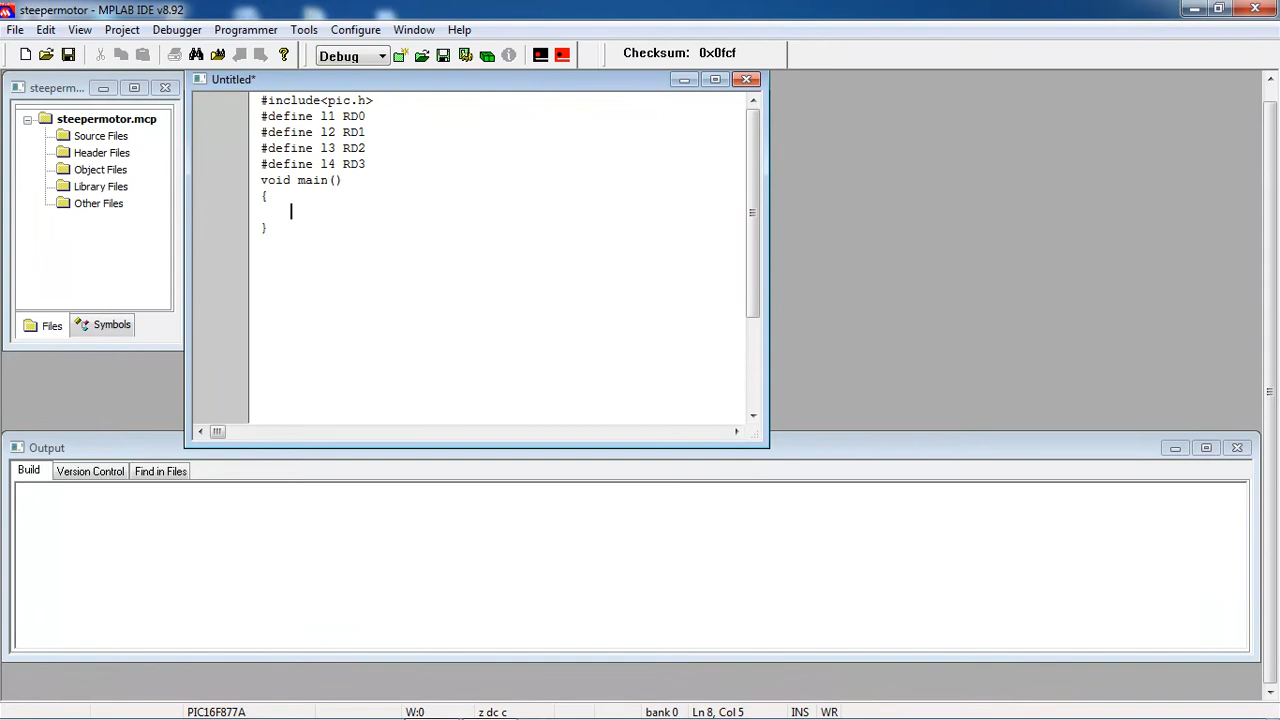 steepermotor - MPLAB IDE v8.92
File Edit View Project Debugger Programmer Tools Configure Window Help
Debug
Checksum: 0x0fcf
steeperm...
steepermotor.mcp
Source Files
Header Files
Object Files
Library Files
Other Files
Files
Symbols
Untitled*
#include<pic.h>
#define l1 RD0
#define l2 RD1
#define l3 RD2
#define l4 RD3
void main()
{
}
Output
Build Version Control Find in Files
PIC16F877A W:0 z dc c bank 0 Ln 8, Col 5 INS WR